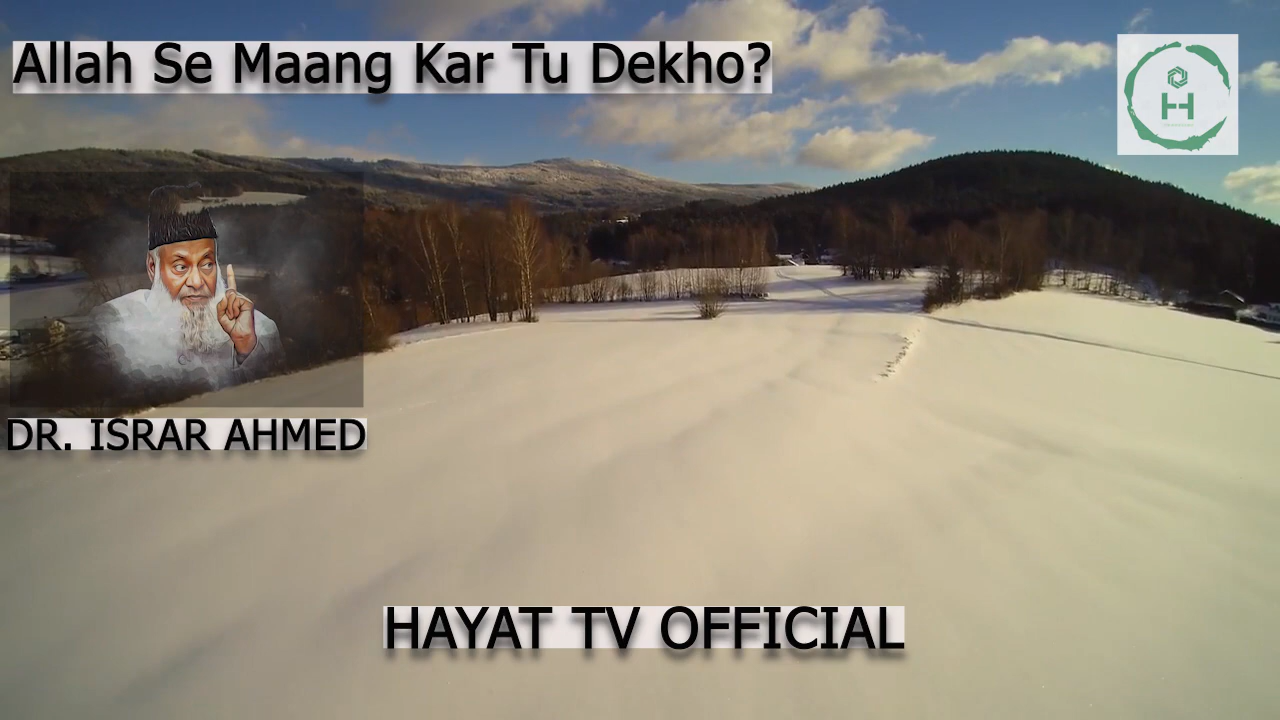 Allah Se Maang Kar Tu Dekho?
H
DR. ISRAR AHMED
HAYAT TV OFFICIAL